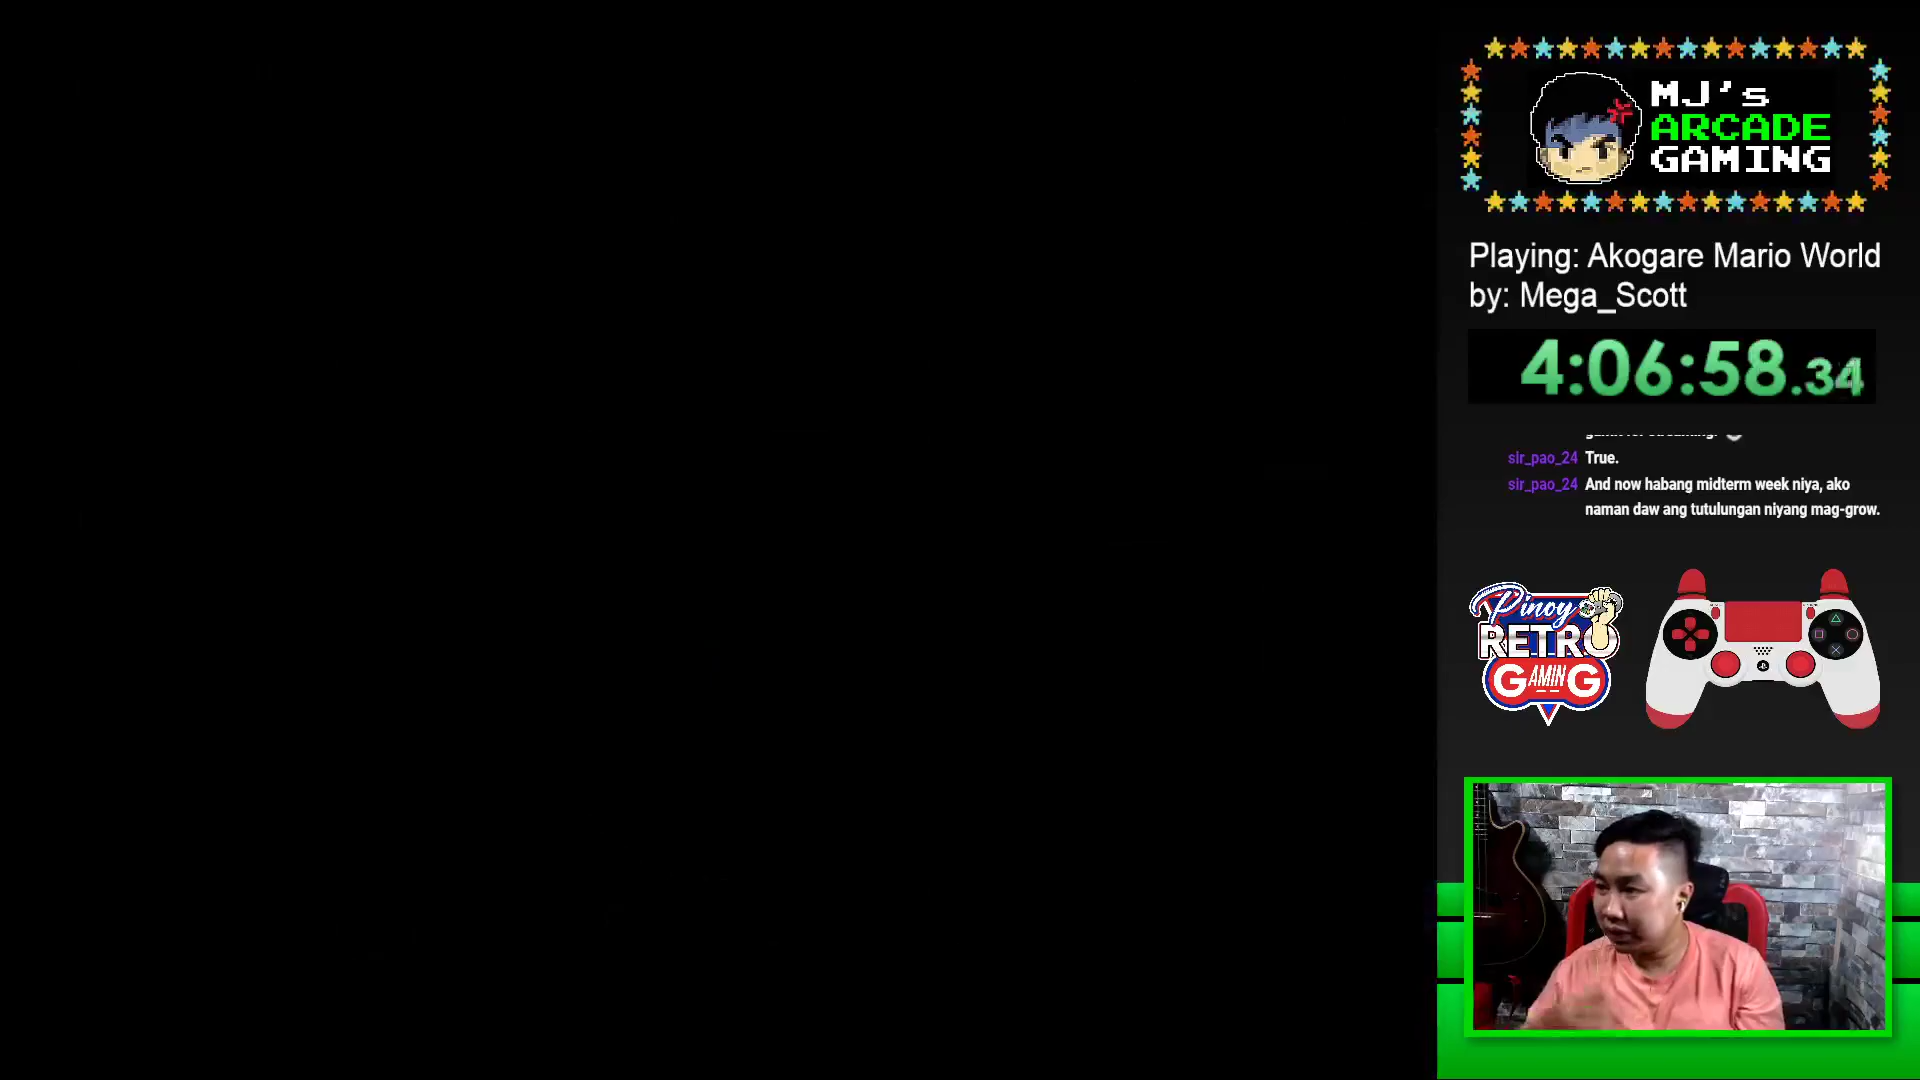 MJ's
ARCADE
GAMING
Playing: Akogare Mario World
by: Mega_Scott
4:06:58.34
sir_pao_24 True.
sir_pao_24 And now habang midterm week niya, ako
naman daw ang tutulungan niyang mag-grow.
Pinoy
RETRO
GAMING